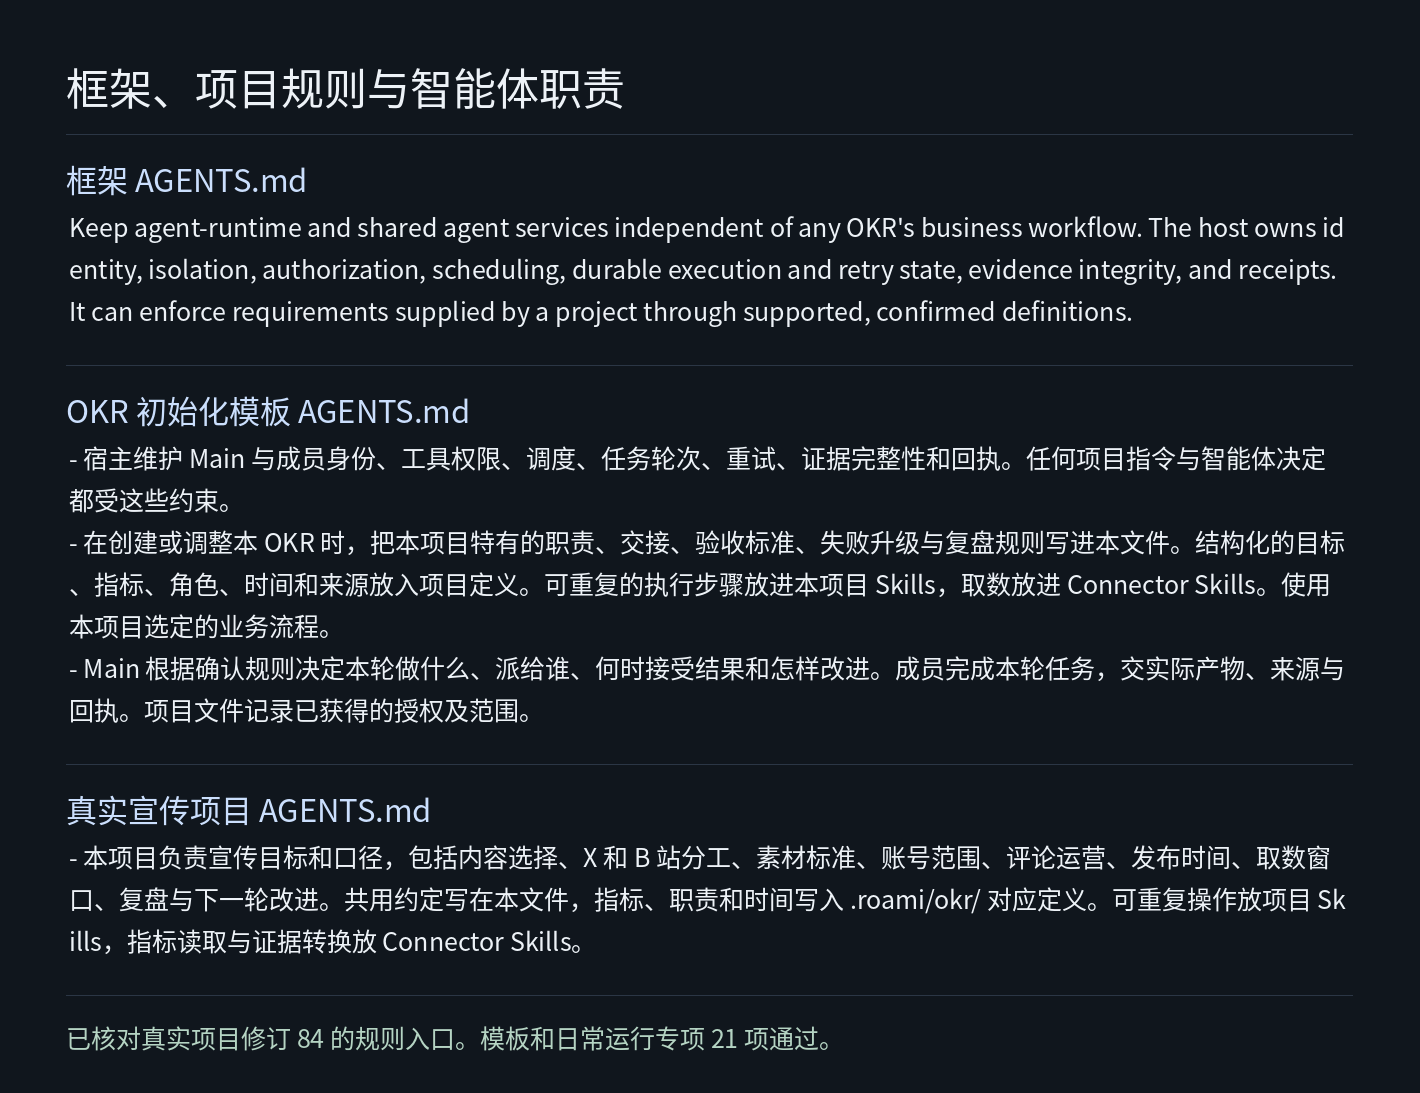 框架、项目规则与智能体职责
框架 AGENTS.md
Keep agent-runtime and shared agent services independent of any OKR's business workflow. The host owns id
entity, isolation, authorization, scheduling, durable execution and retry state, evidence integrity, and receipts.
It can enforce requirements supplied by a project through supported, confirmed definitions.
OKR 初始化模板 AGENTS.md
- 宿主维护 Main 与成员身份、工具权限、调度、任务轮次、重试、证据完整性和回执。任何项目指令与智能体决定
都受这些约束。
- 在创建或调整本 OKR 时，把本项目特有的职责、交接、验收标准、失败升级与复盘规则写进本文件。结构化的目标
、指标、角色、时间和来源放入项目定义。可重复的执行步骤放进本项目 Skills，取数放进 Connector Skills。使用
本项目选定的业务流程。
- Main 根据确认规则决定本轮做什么、派给谁、何时接受结果和怎样改进。成员完成本轮任务，交实际产物、来源与
回执。项目文件记录已获得的授权及范围。
真实宣传项目 AGENTS.md
- 本项目负责宣传目标和口径，包括内容选择、X 和 B 站分工、素材标准、账号范围、评论运营、发布时间、取数窗
口、复盘与下一轮改进。共用约定写在本文件，指标、职责和时间写入 .roami/okr/ 对应定义。可重复操作放项目 Sk
ills，指标读取与证据转换放 Connector Skills。
已核对真实项目修订 84 的规则入口。模板和日常运行专项 21 项通过。